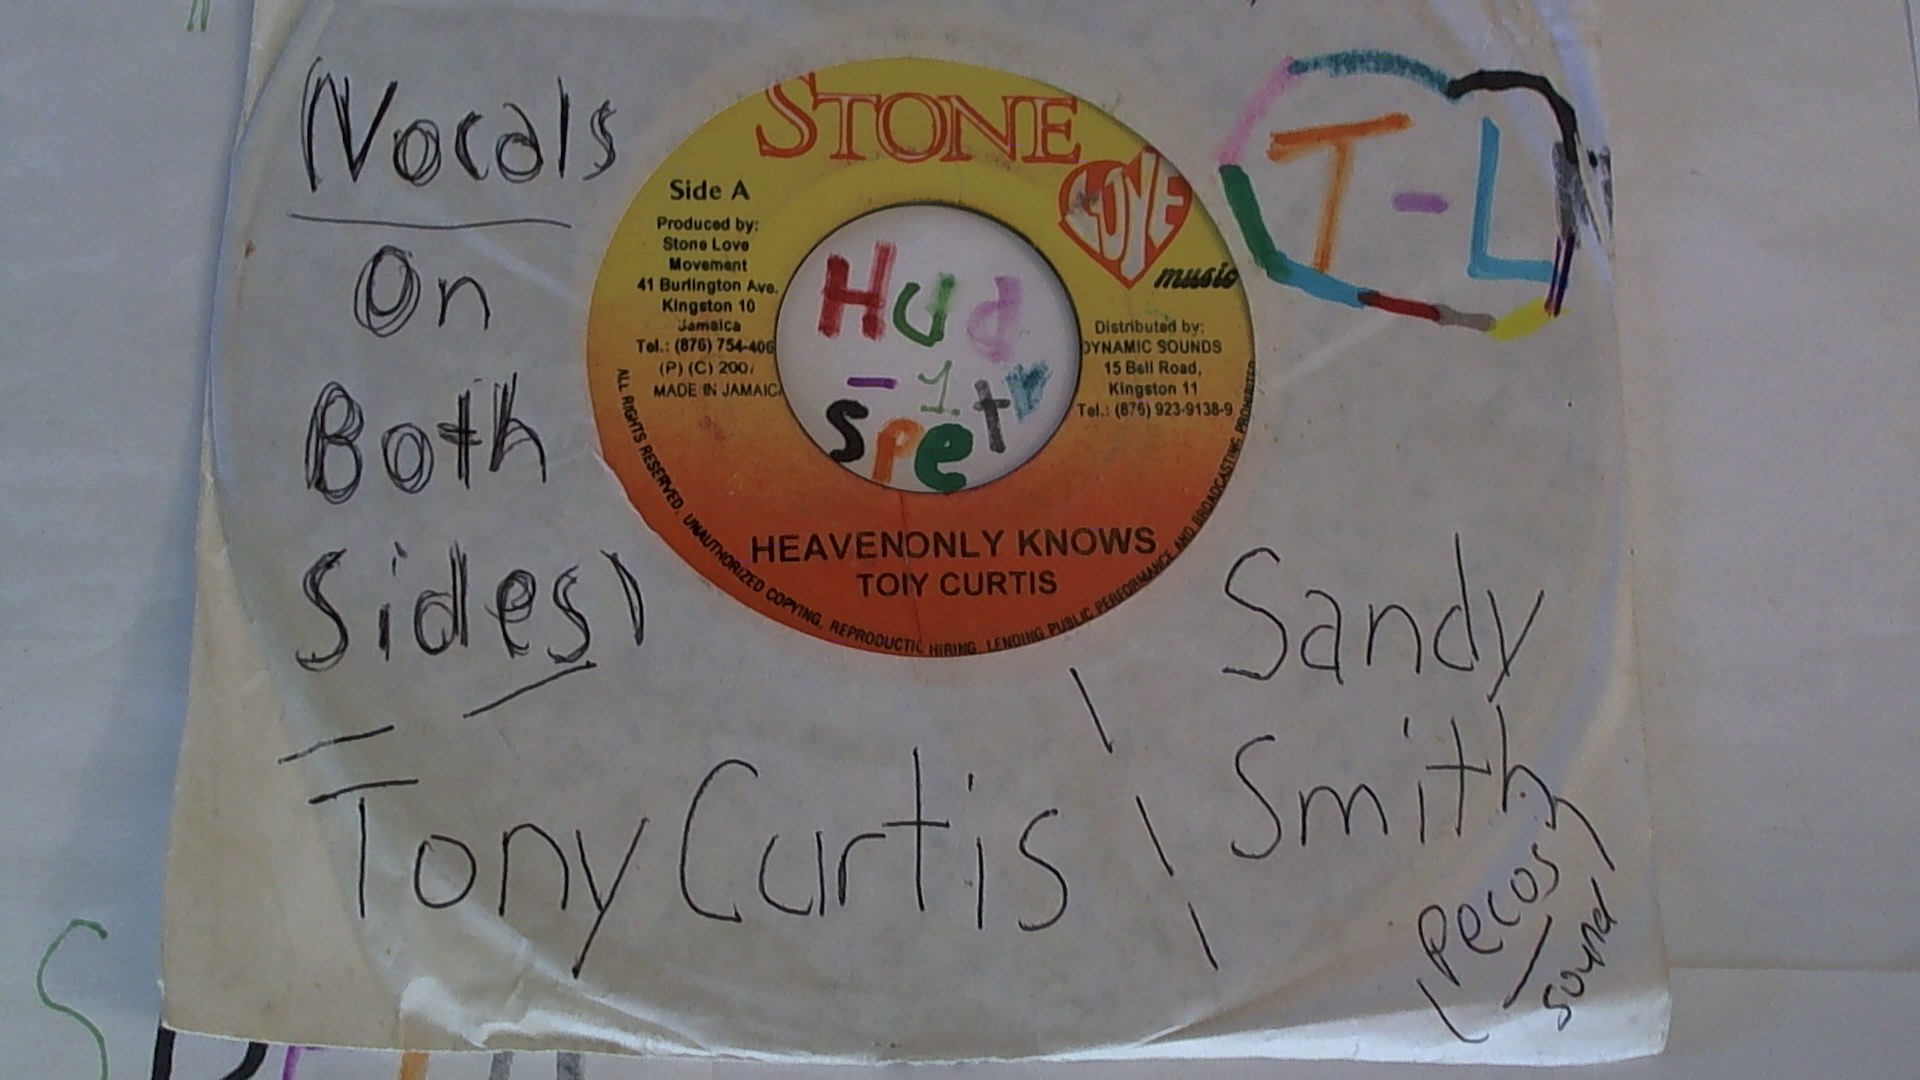 (Vocals
On
Both
Sides)
STONE
LOVE
music
Side A
Produced by:
Stone Love
Movement
41 Burlington Ave.
Kingston 10
Jamaica
Tel.: (876) 754-406
(P) (C) 200
MADE IN JAMAICA
Hud
- 1
spetr
Distributed by:
DYNAMIC SOUNDS
15 Bell Road,
Kingston 11
Tel.: (876) 923-9138-9
HEAVENONLY KNOWS
TOIY CURTIS
ALL RIGHTS RESERVED. UNAUTHORIZED COPYING, REPRODUCTIC HIRING, LENDING PUBLIC PERFORMANCE AND BROADCASTING PROHIBITED
T-L
Tony Curtis
Sandy
Smith
(Pecos
sound)